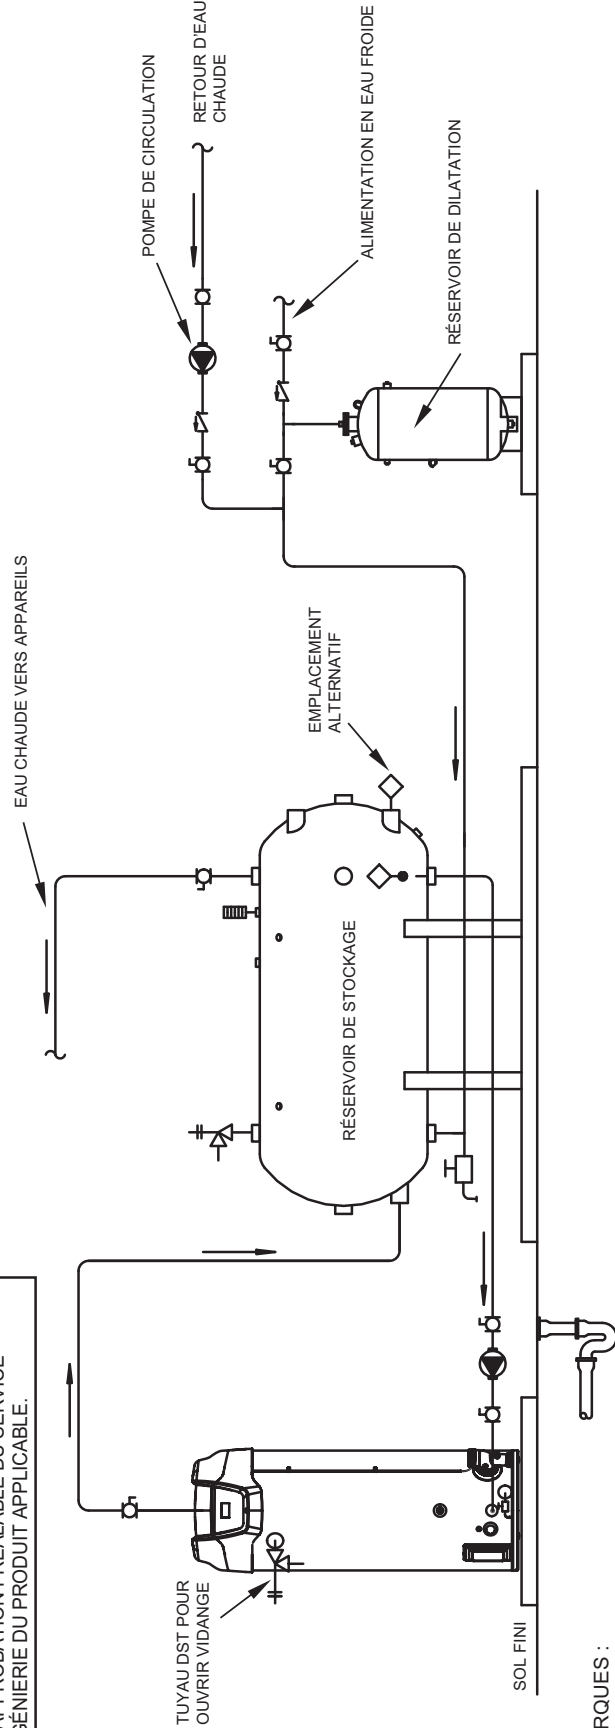 APPROBATION PRÉALABLE DU SERVICE
GÉNIERIE DU PRODUIT APPLICABLE.
EAU CHAUDE VERS APPAREILS
POMPE DE CIRCULATION
RETOUR D'EAU
CHAUDE
ALIMENTATION EN EAU FROIDE
RÉSERVOIR DE DILATATION
EMPLACEMENT
ALTERNATIF
RÉSERVOIR DE STOCKAGE
TUYAU DST POUR
OUVRIR VIDANGE
SOL FINI
RQUES :